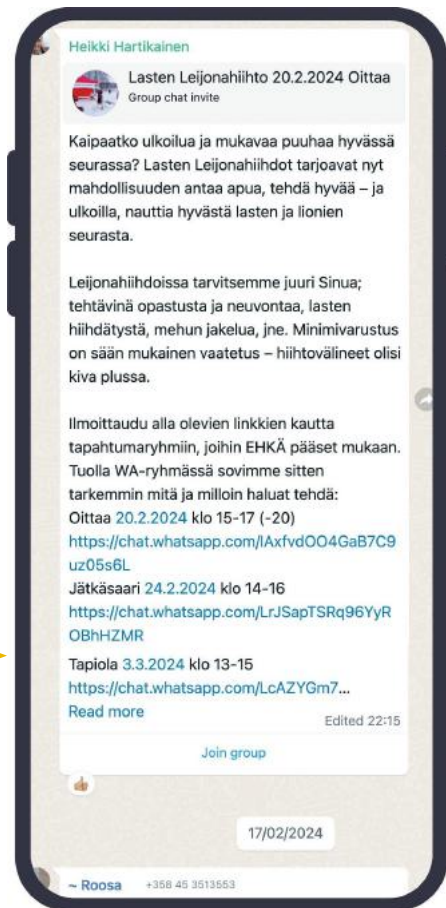 Heikki Hartikainen
Lasten Leijonahiihto 20.2.2024 Oittaa
Group chat invite
Kaipaatko ulkoilua ja mukavaa puuhaa hyvässä
seurassa? Lasten Leijonahiihdot tarjoavat nyt
mahdollisuuden antaa apua, tehdä hyvää – ja
ulkoilla, nauttia hyvästä lasten ja lionien
seurasta.
Leijonahiihdoissa tarvitsemme juuri Sinua;
tehtävinä opastusta ja neuvontaa, lasten
hiihdätystä, mehun jakelua, jne. Minimivarustus
on sään mukainen vaatetus – hiihtovälineet olisi
kiva plussa.
Ilmoittaudu alla olevien linkkien kautta
tapahtumaryhmiin, joihin EHKÄ pääset mukaan.
Tuolla WA-ryhmässä sovimme sitten
tarkemmin mitä ja milloin haluat tehdä:
Oittaa 20.2.2024 klo 15-17 (-20)
https://chat.whatsapp.com/IAxfvdOO4GaB7C9
uz05s6L
Jätkäsaari 24.2.2024 klo 14-16
https://chat.whatsapp.com/LrJSapTSRq96YyR
OBhHZMR
Tapiola 3.3.2024 klo 13-15
https://chat.whatsapp.com/LcAZYGm7...
Read more
Edited 22:15
Join group
17/02/2024
~ Roosa +358 45 3513553